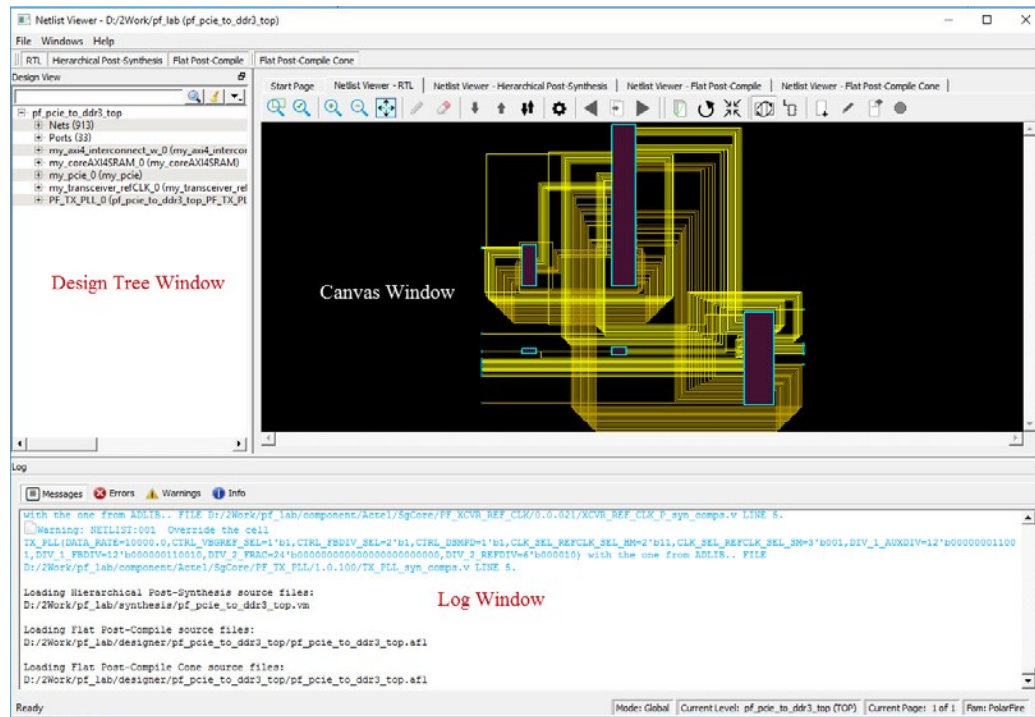 Netlist Viewer - D:/2Work/pf_lab (pf_pcie_to_ddr3_top)
File Windows Help
RTL Hierarchical Post-Synthesis Flat Post-Compile Flat Post-Compile Cone
Design View
Start Page Netlist Viewer - RTL Netlist Viewer - Hierarchical Post-Synthesis Netlist Viewer - Flat Post-Compile Netlist Viewer - Flat Post-Compile Cone
pf_pcie_to_ddr3_top
Nets (913)
Ports (33)
my_axi4_interconnect_w_0 (my_axi4_intercor
my_coreAXI4SRAM_0 (my_coreAXI4SRAM)
my_pcie_0 (my_pcie)
my_transceiver_refCLK_0 (my_transceiver_ref
PF_TX_PLL_0 (pf_pcie_to_ddr3_top_PF_TX_PL
Design Tree Window
Canvas Window
Log
Messages Errors Warnings Info
with the one from ADLIB.. FILE D:/2Work/pf_lab/component/Actel/SgCore/PF_XCVR_REF_CLK/0.0.021/XCVR_REF_CLK_P_syn_comps.v LINE 5.
Warning: NETLIST:001 Override the cell
TX_PLL(DATA_RATE=10000.0,CTRL_VBGREF_SEL=1'b1,CTRL_FBDIV_SEL=2'b1,CTRL_DSMPD=1'b1,CLK_SEL_REFCLK_SEL_HM=2'b11,CLK_SEL_REFCLK_SEL_SM=3'b001,DIV_1_AUXDIV=12'b00000001100
1,DIV_1_FBDIV=12'b000000110010,DIV_2_FRAC=24'b000000000000000000000000,DIV_2_REFDIV=6'b000010) with the one from ADLIB.. FILE
D:/2Work/pf_lab/component/Actel/SgCore/PF_TX_PLL/1.0.100/TX_PLL_syn_comps.v LINE 5.
Loading Hierarchical Post-Synthesis source files:
D:/2Work/pf_lab/synthesis/pf_pcie_to_ddr3_top.vm
Log Window
Loading Flat Post-Compile source files:
D:/2Work/pf_lab/designer/pf_pcie_to_ddr3_top/pf_pcie_to_ddr3_top.afl
Loading Flat Post-Compile Cone source files:
D:/2Work/pf_lab/designer/pf_pcie_to_ddr3_top/pf_pcie_to_ddr3_top.afl
Ready Mode: Global Current Level: pf_pcie_to_ddr3_top (TOP) Current Page: 1 of 1 Fam: PolarFire